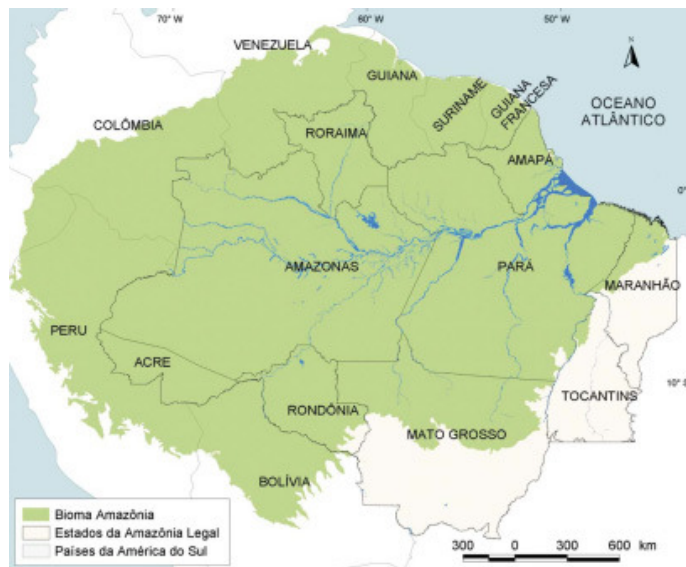 70° W
60° W
50° W
N
VENEZUELA
GUIANA
SURINAME
GUIANA
FRANCESA
OCEANO
ATLÂNTICO
COLÔMBIA
RORAIMA
AMAPÁ
0°
AMAZONAS
PARÁ
MARANHÃO
PERU
ACRE
TOCANTINS
10° S
RONDÔNIA
MATO GROSSO
BOLÍVIA
Bioma Amazônia
Estados da Amazônia Legal
Países da América do Sul
300 0 300 600 km